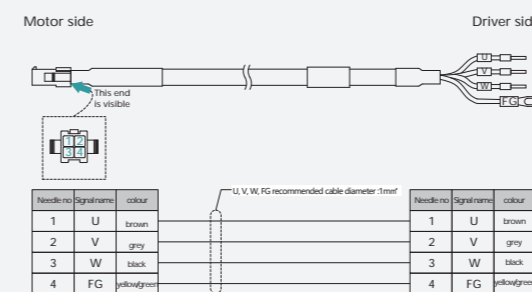 Motor side
Driver sid
U
V
W
FG
This end
is visible
1 2
3 4
U, V, W, FG recommended cable diameter :1mm²
Needle no Signal name colour
1 U brown
2 V grey
3 W black
4 FG yellow/green
Needle no Signal name colour
1 U brown
2 V grey
3 W black
4 FG yellow/green